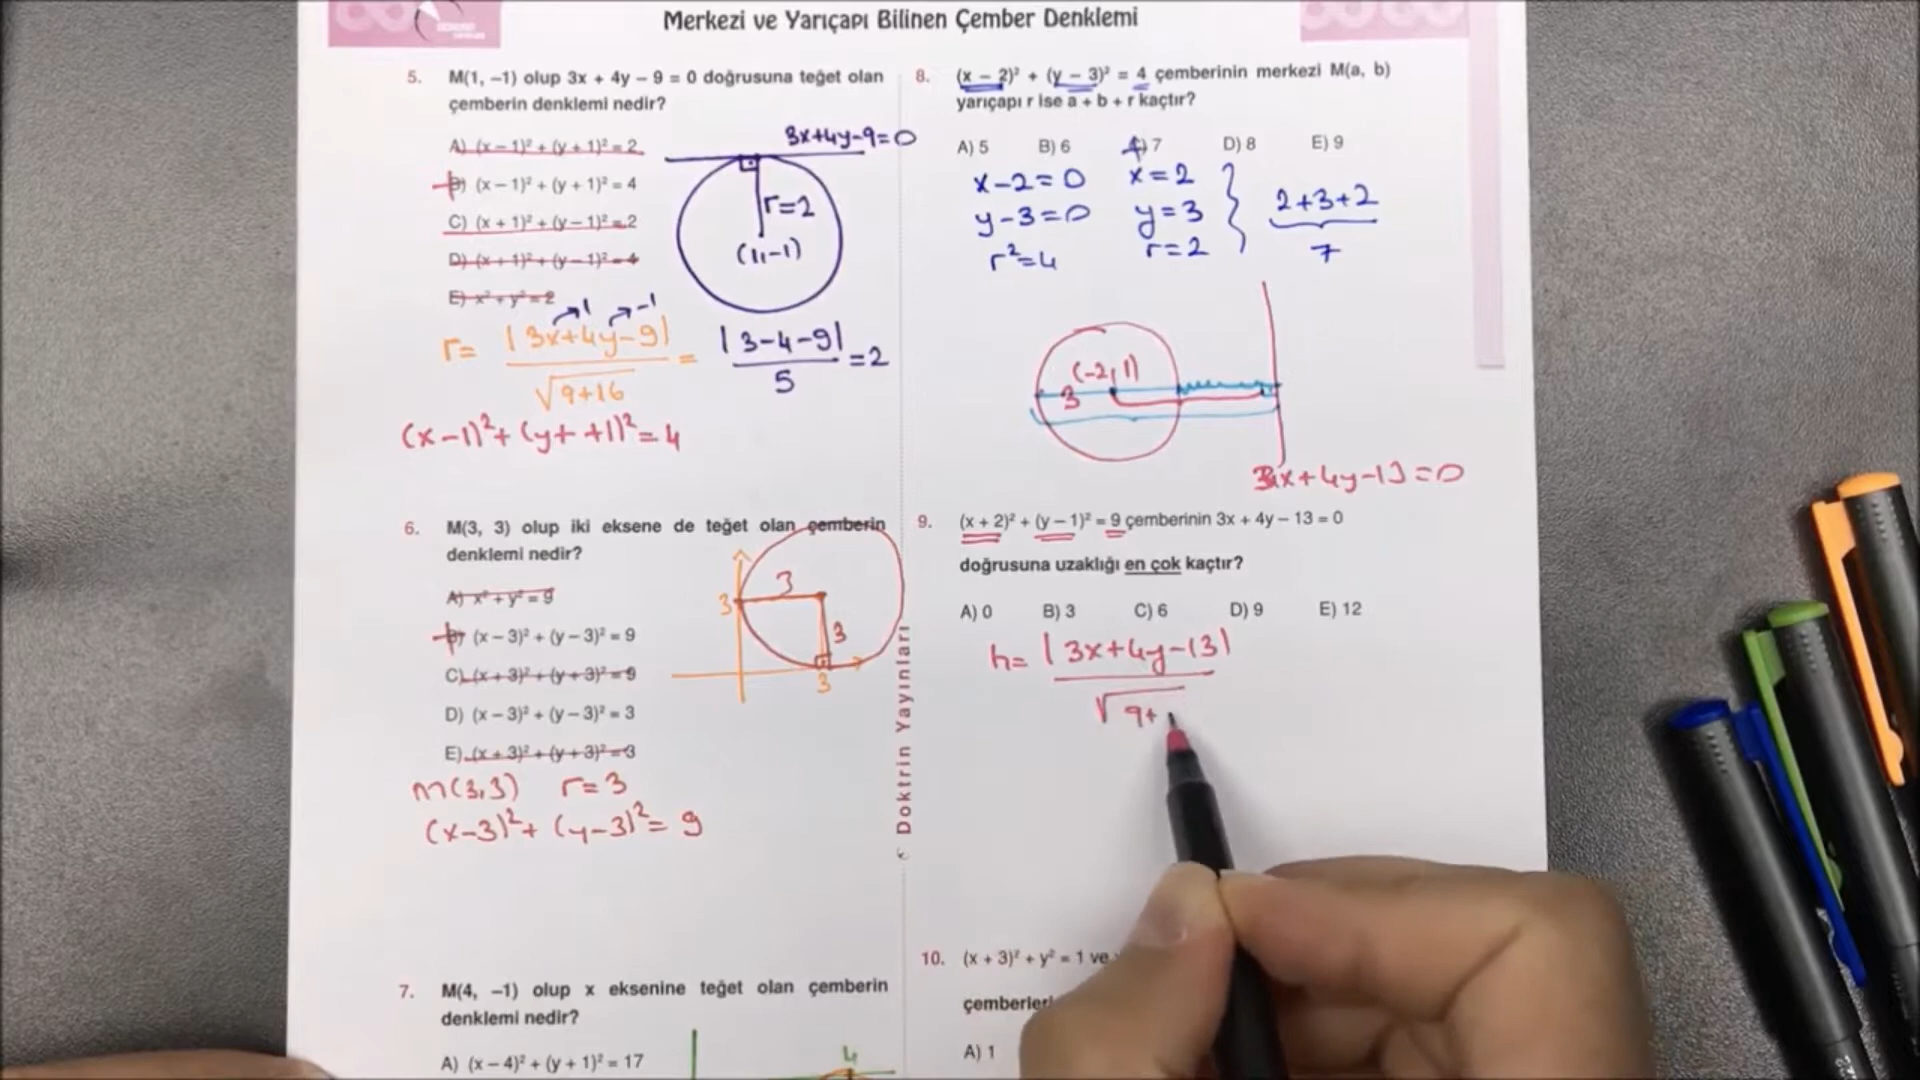 Merkezi ve Yarıçapı Bilinen Çember Denklemi
5. M(1, –1) olup 3x + 4y – 9 = 0 doğrusuna teğet olan
çemberin denklemi nedir?
A) (x – 1)² + (y + 1)² = 2
B) (x – 1)² + (y + 1)² = 4
C) (x + 1)² + (y – 1)² = 2
D) (x + 1)² + (y – 1)² = 4
E) x² + y² = 2
3x+4y-9=0
r=2
(1,-1)
1 -1
r= |3x+4y-9| / √9+16 = |3-4-9| / 5 =2
(x-1)²+(y+ +1)²=4
6. M(3, 3) olup iki eksene de teğet olan çemberin
denklemi nedir?
A) x² + y² = 9
B) (x – 3)² + (y – 3)² = 9
C) (x + 3)² + (y + 3)² = 9
D) (x – 3)² + (y – 3)² = 3
E) (x + 3)² + (y + 3)² = 3
3
3
3
3
m(3,3) r=3
(x-3)²+(y-3)²=9
7. M(4, –1) olup x eksenine teğet olan çemberin
denklemi nedir?
A) (x – 4)² + (y + 1)² = 17
4
Doktrin Yayınları
8. (x – 2)² + (y – 3)² = 4 çemberinin merkezi M(a, b)
yarıçapı r ise a + b + r kaçtır?
A) 5 B) 6 C) 7 D) 8 E) 9
x-2=0 x=2
y-3=0 y=3
r²=4 r=2
2+3+2
7
(-2,1)
3
3x+4y-13=0
9. (x + 2)² + (y – 1)² = 9 çemberinin 3x + 4y – 13 = 0
doğrusuna uzaklığı en çok kaçtır?
A) 0 B) 3 C) 6 D) 9 E) 12
h= |3x+4y-13|
√9+
10. (x + 3)² + y² = 1 ve
A) 1